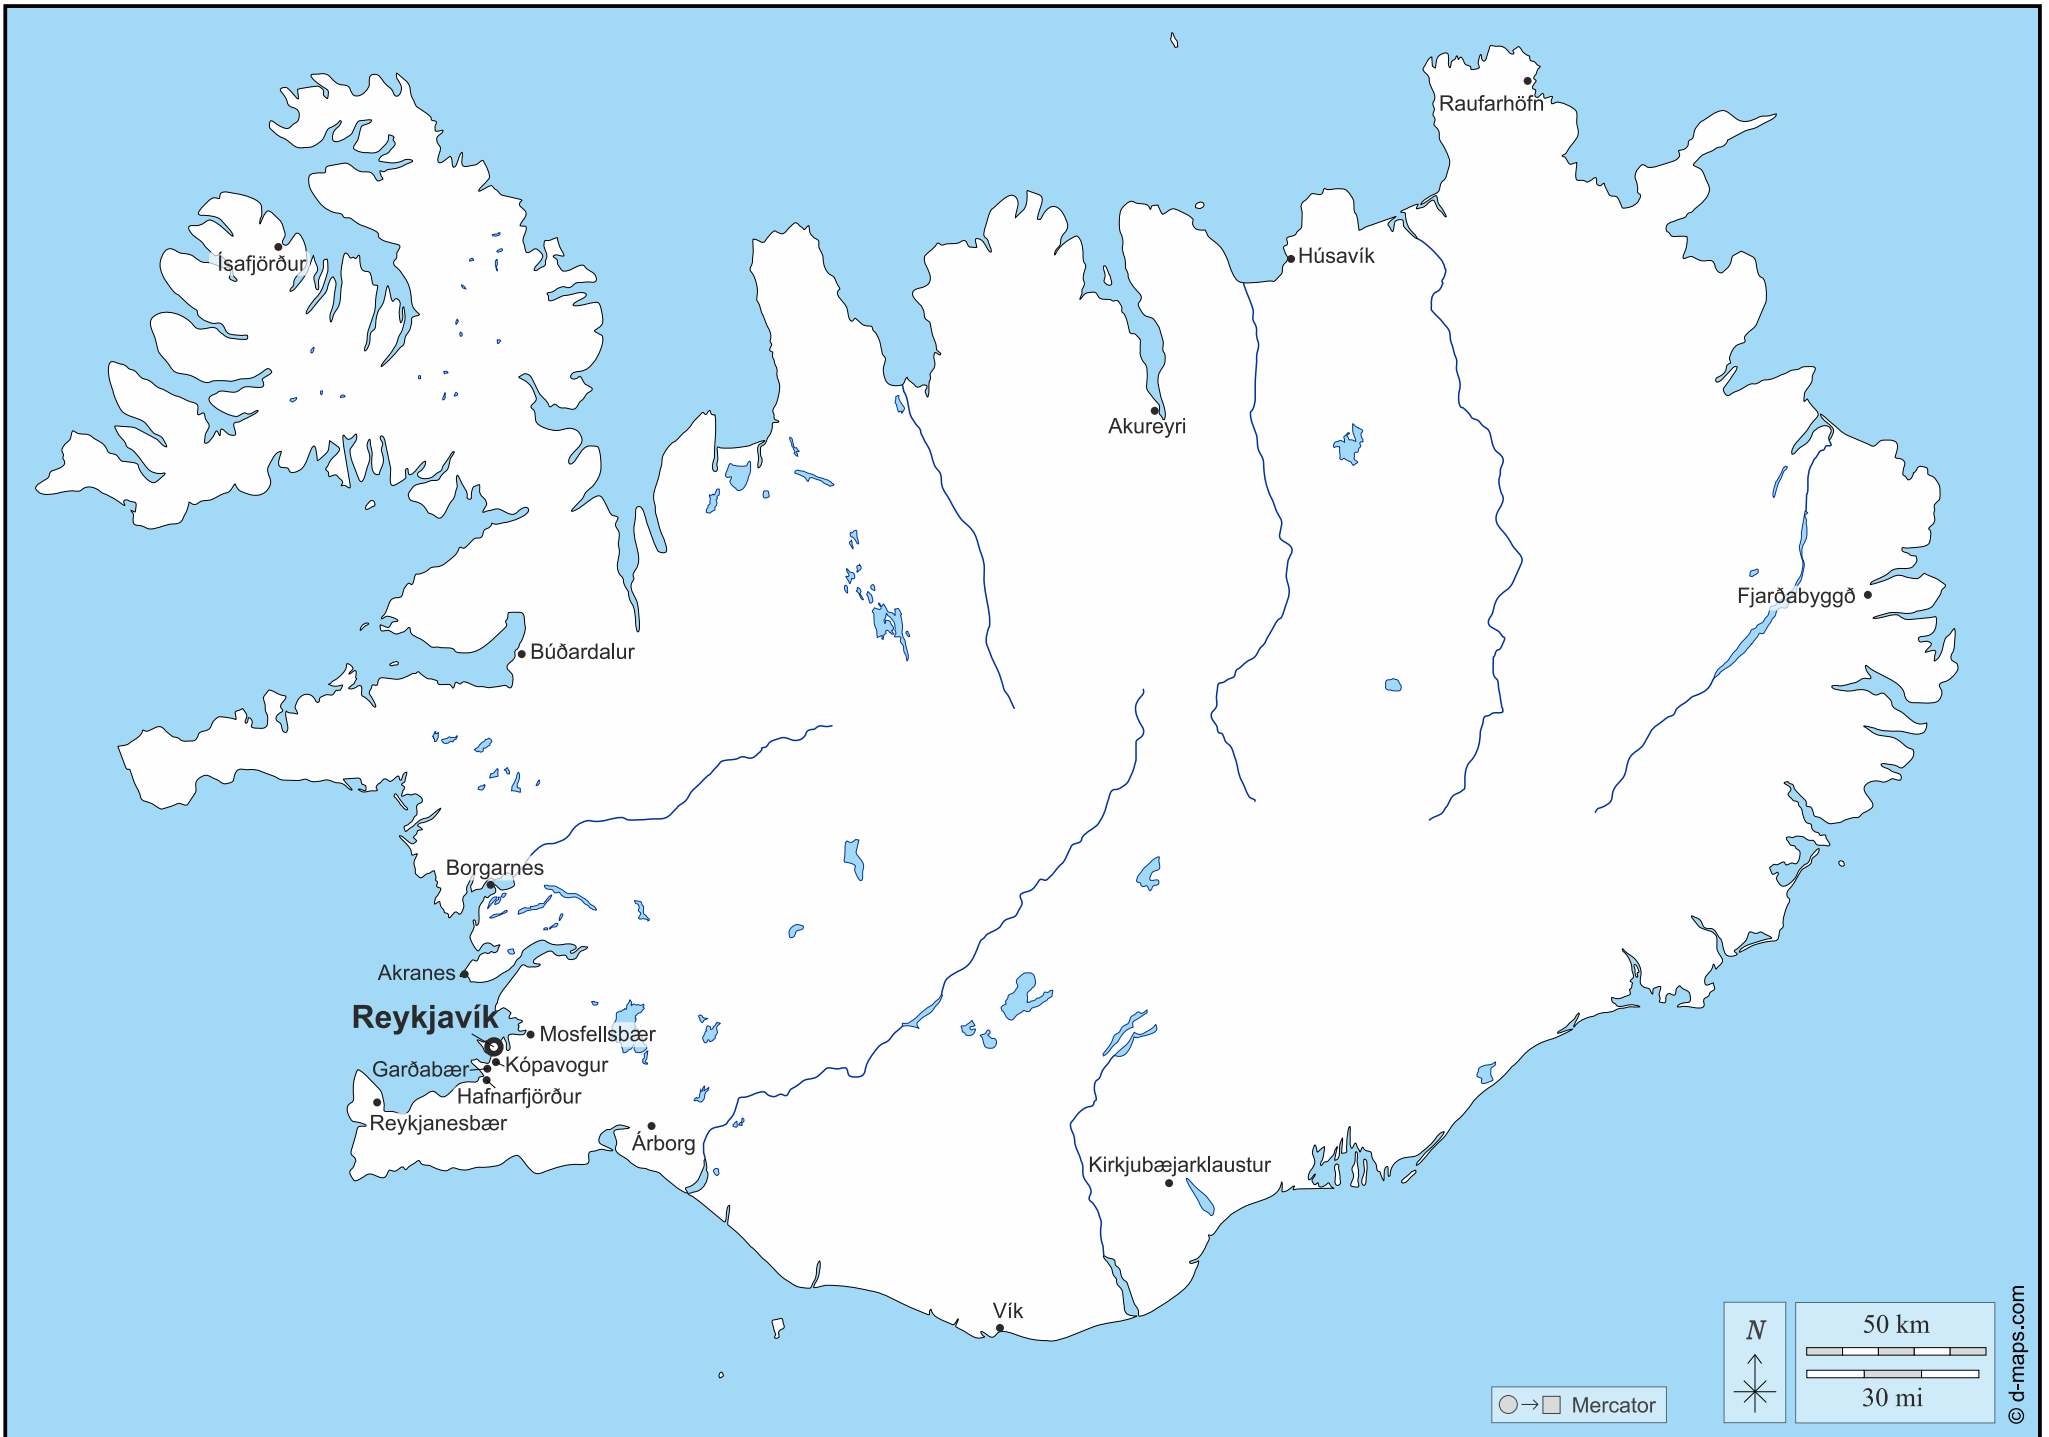 Raufarhöfn
Húsavík
Ísafjörður
Akureyri
Fjarðabyggð
Búðardalur
Borgarnes
Akranes
Reykjavík
Mosfellsbær
Kópavogur
Garðabær
Hafnarfjörður
Reykjanesbær
Árborg
Kirkjubæjarklaustur
Vík
N
50 km
30 mi
Mercator
© d-maps.com